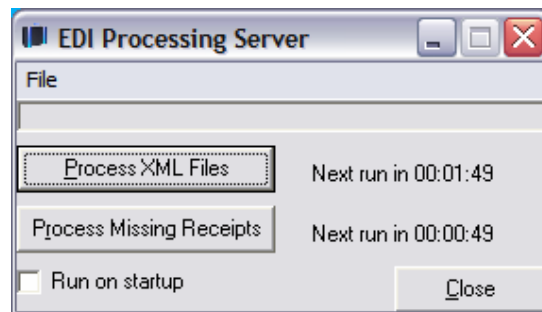 EDI Processing Server
File
Process XML Files Next run in 00:01:49
Process Missing Receipts Next run in 00:00:49
Run on startup Close